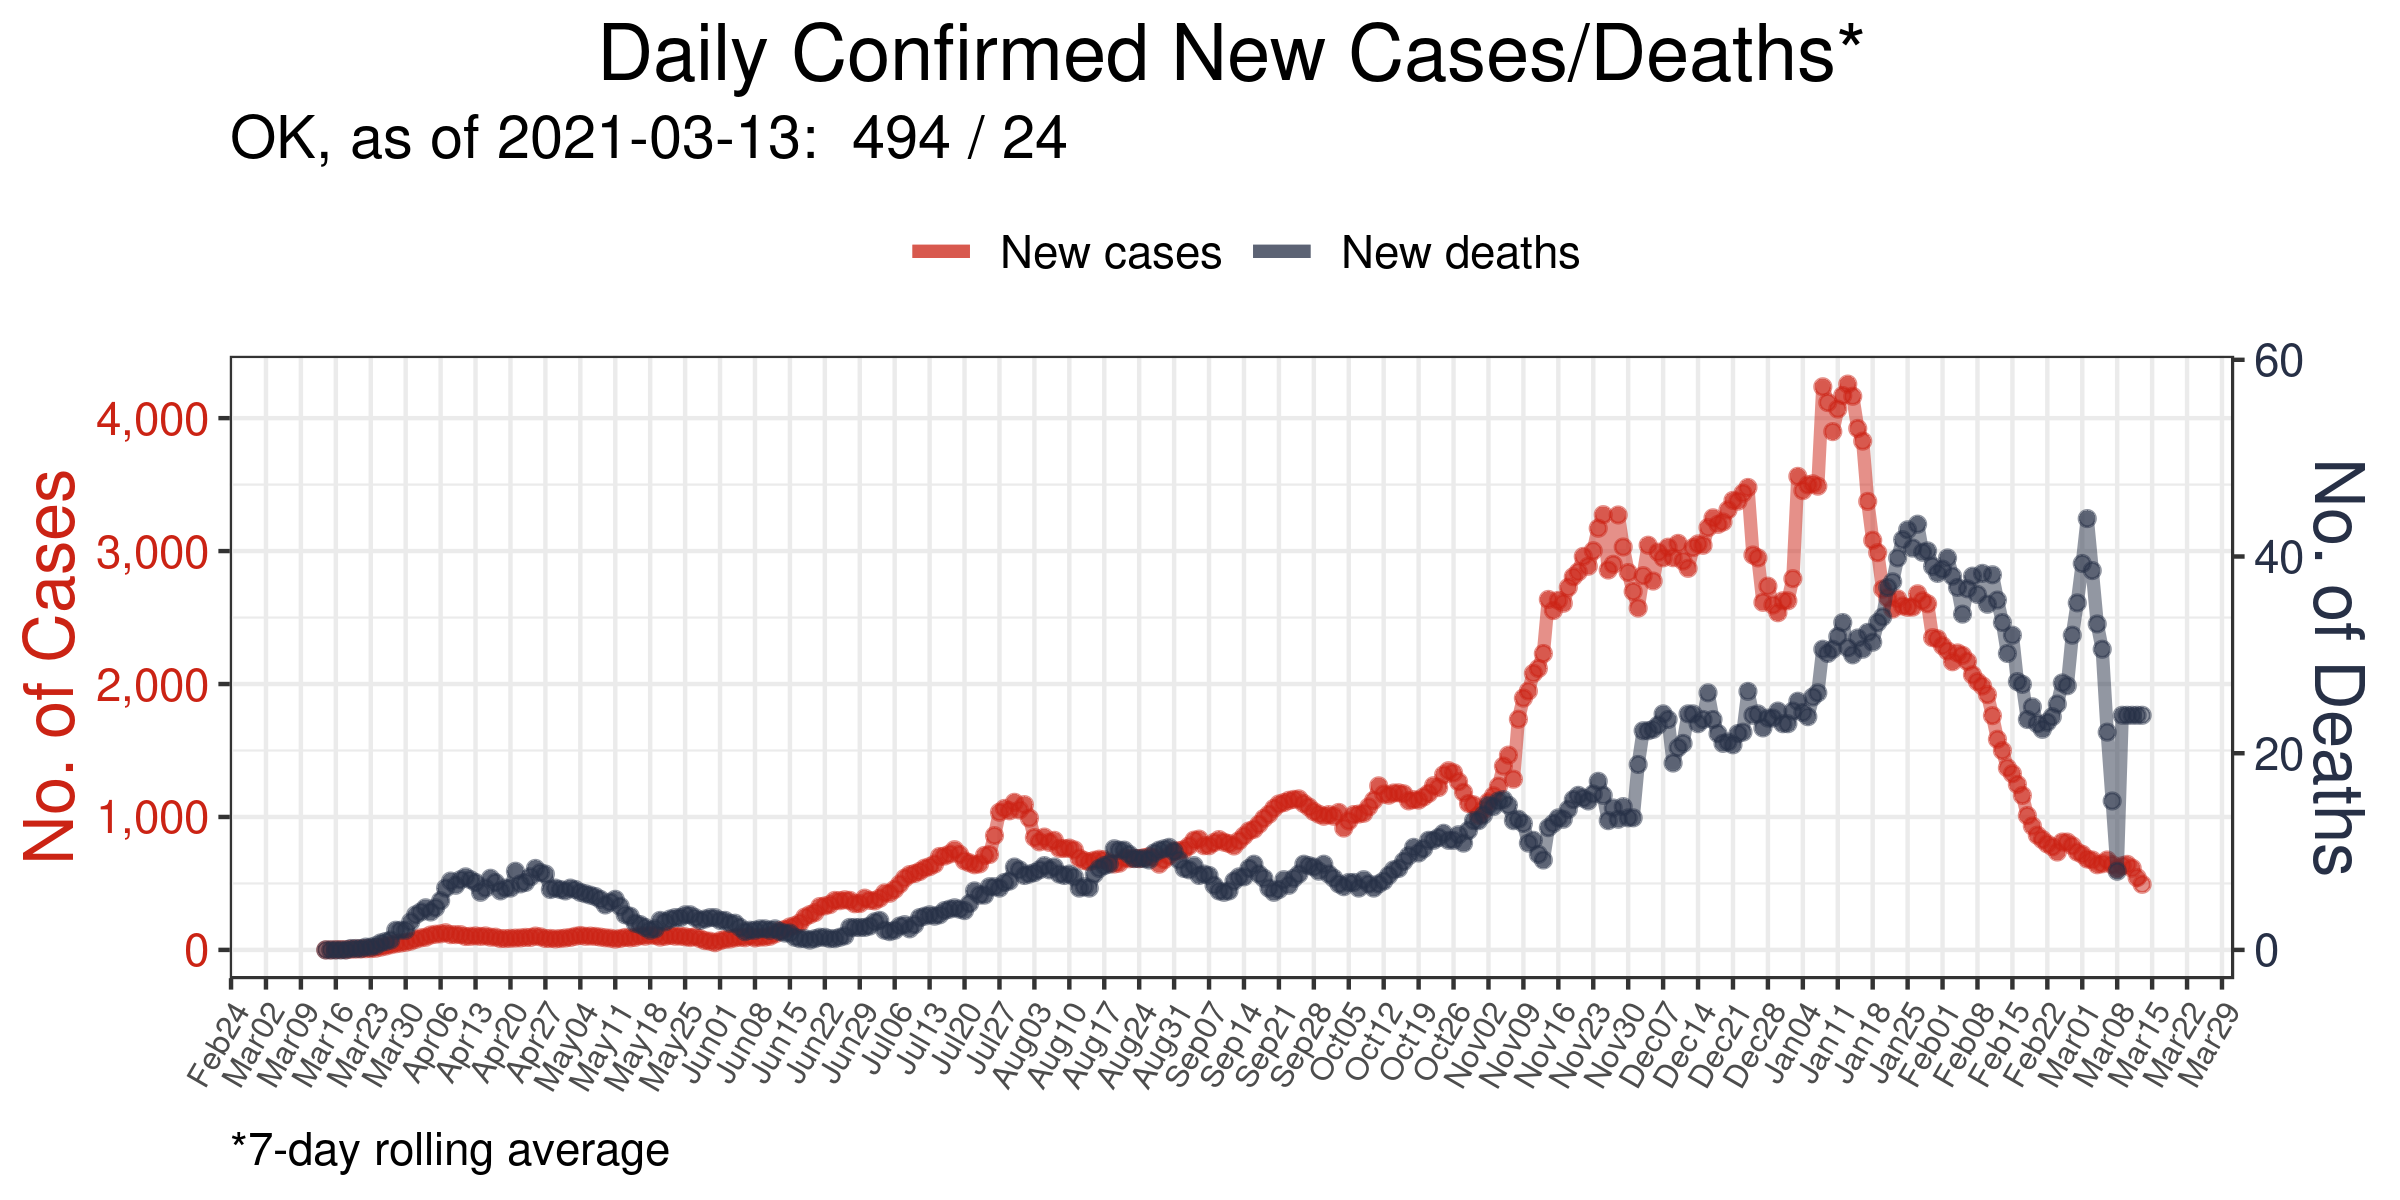 Daily Confirmed New Cases/Deaths*
OK, as of 2021-03-13:  494 / 24
New cases
New deaths
No. of Cases
4,000
3,000
2,000
1,000
0
60
40
20
0
No. of Deaths
Feb24
Mar02
Mar09
Mar16
Mar23
Mar30
Apr06
Apr13
Apr20
Apr27
May04
May11
May18
May25
Jun01
Jun08
Jun15
Jun22
Jun29
Jul06
Jul13
Jul20
Jul27
Aug03
Aug10
Aug17
Aug24
Aug31
Sep07
Sep14
Sep21
Sep28
Oct05
Oct12
Oct19
Oct26
Nov02
Nov09
Nov16
Nov23
Nov30
Dec07
Dec14
Dec21
Dec28
Jan04
Jan11
Jan18
Jan25
Feb01
Feb08
Feb15
Feb22
Mar01
Mar08
Mar15
Mar22
Mar29
*7-day rolling average